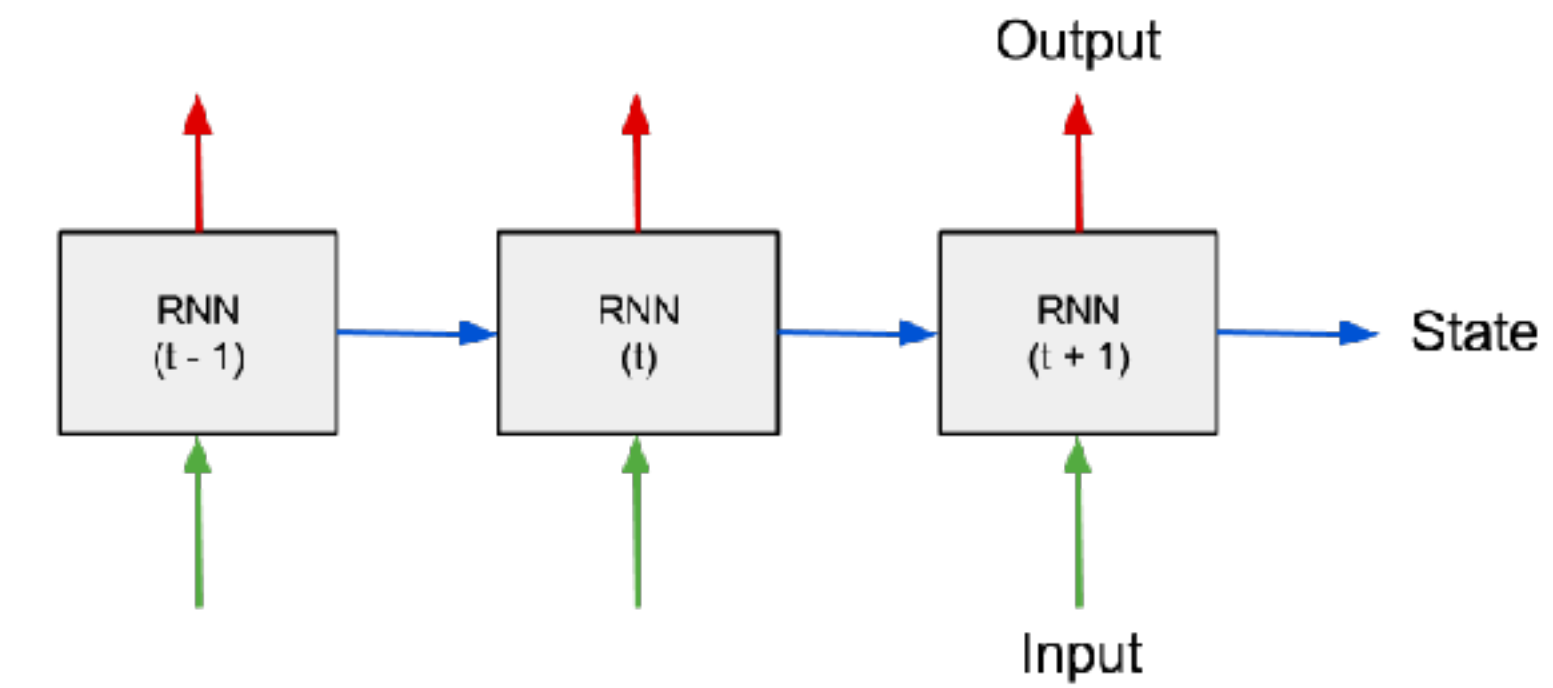 Output
RNN
(t - 1)
RNN
(t)
RNN
(t + 1)
State
Input